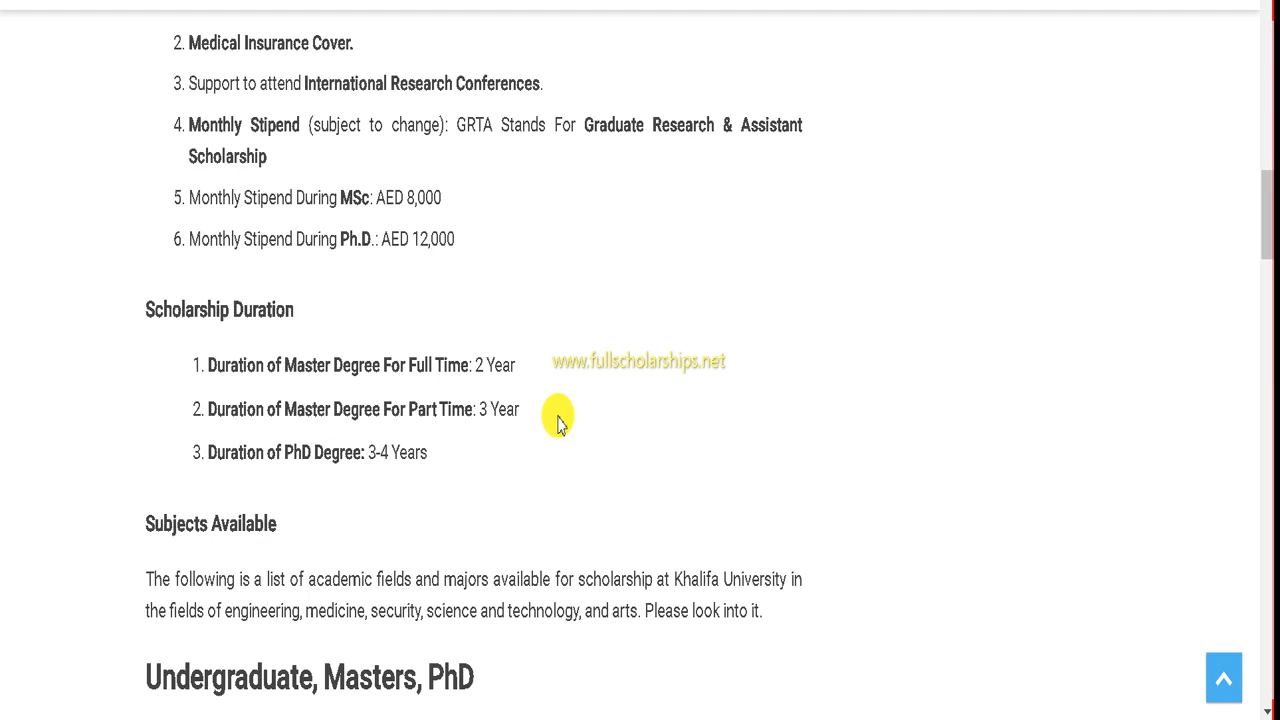 2. Medical Insurance Cover.
3. Support to attend International Research Conferences.
4. Monthly Stipend (subject to change): GRTA Stands For Graduate Research & Assistant
Scholarship
5. Monthly Stipend During MSc: AED 8,000
6. Monthly Stipend During Ph.D.: AED 12,000
Scholarship Duration
1. Duration of Master Degree For Full Time: 2 Year
www.fullscholarships.net
2. Duration of Master Degree For Part Time: 3 Year
3. Duration of PhD Degree: 3-4 Years
Subjects Available
The following is a list of academic fields and majors available for scholarship at Khalifa University in
the fields of engineering, medicine, security, science and technology, and arts. Please look into it.
Undergraduate, Masters, PhD